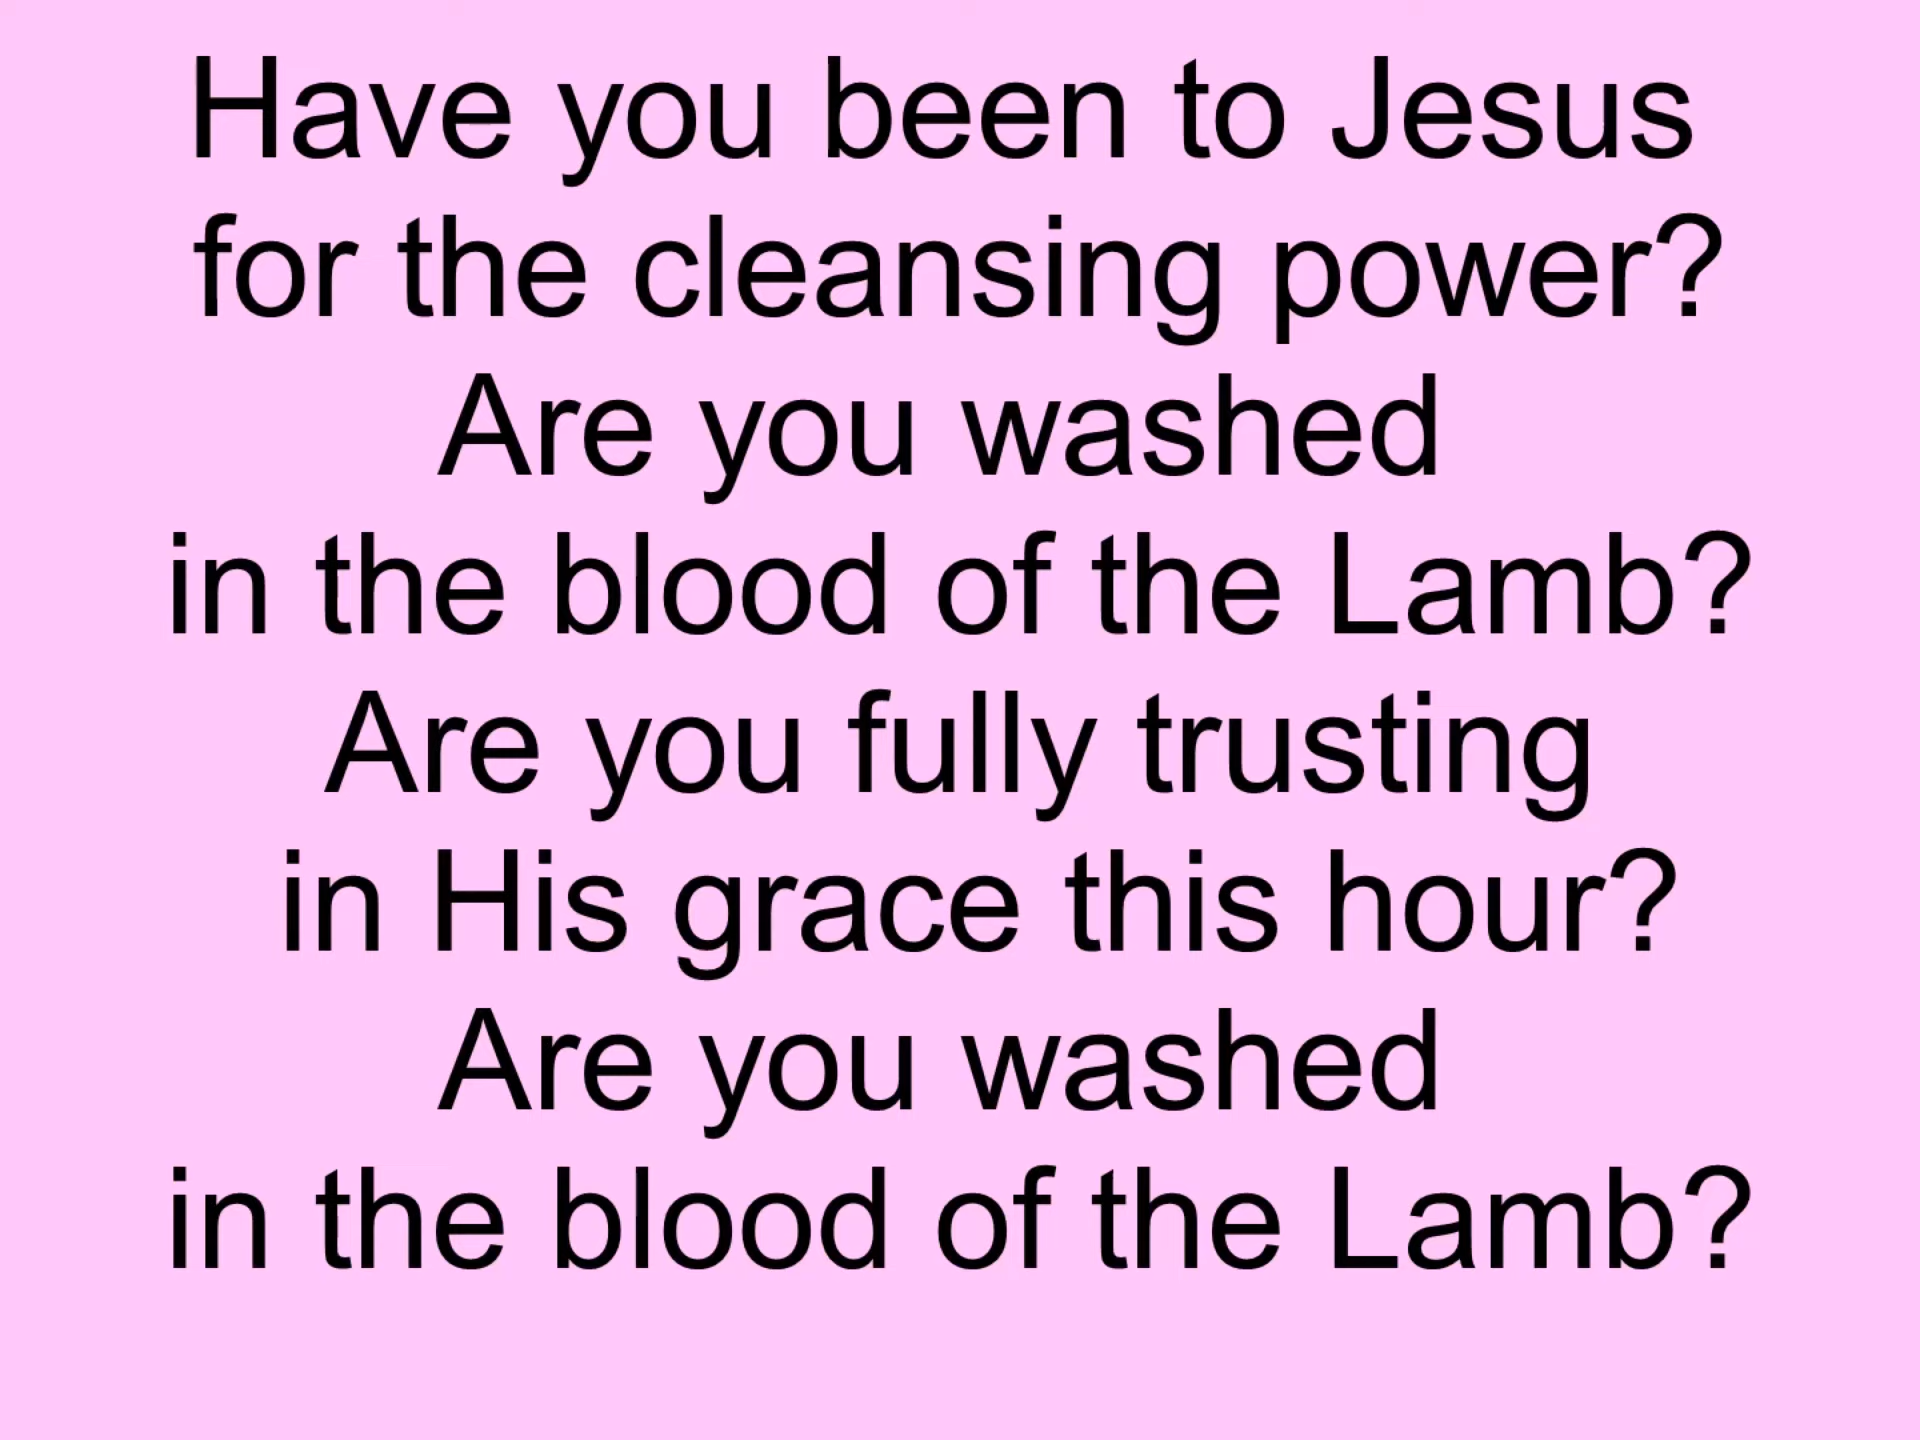 Have you been to Jesus
for the cleansing power?
Are you washed
in the blood of the Lamb?
Are you fully trusting
in His grace this hour?
Are you washed
in the blood of the Lamb?